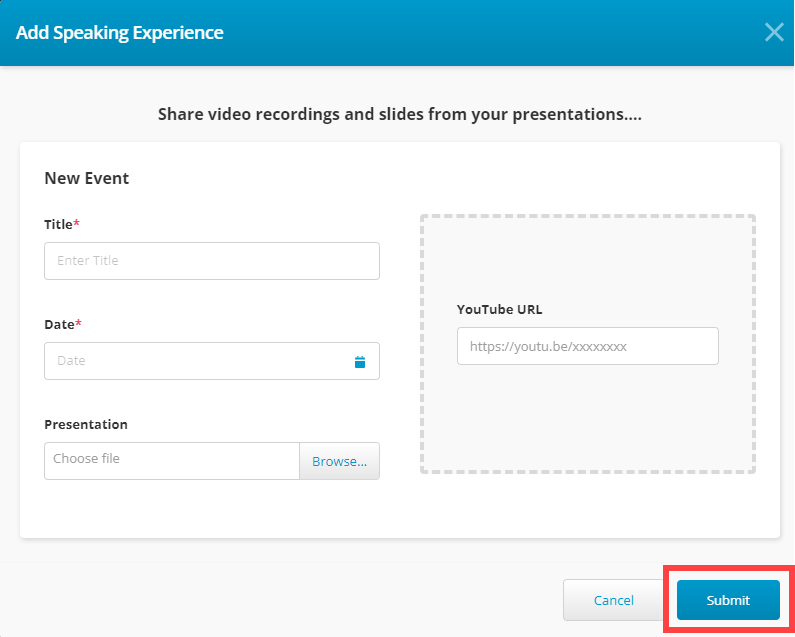 Add Speaking Experience
Share video recordings and slides from your presentations....
New Event
Title*
Enter Title
Date*
Date
Presentation
Choose file
Browse...
YouTube URL
https://youtu.be/xxxxxxxx
Cancel
Submit